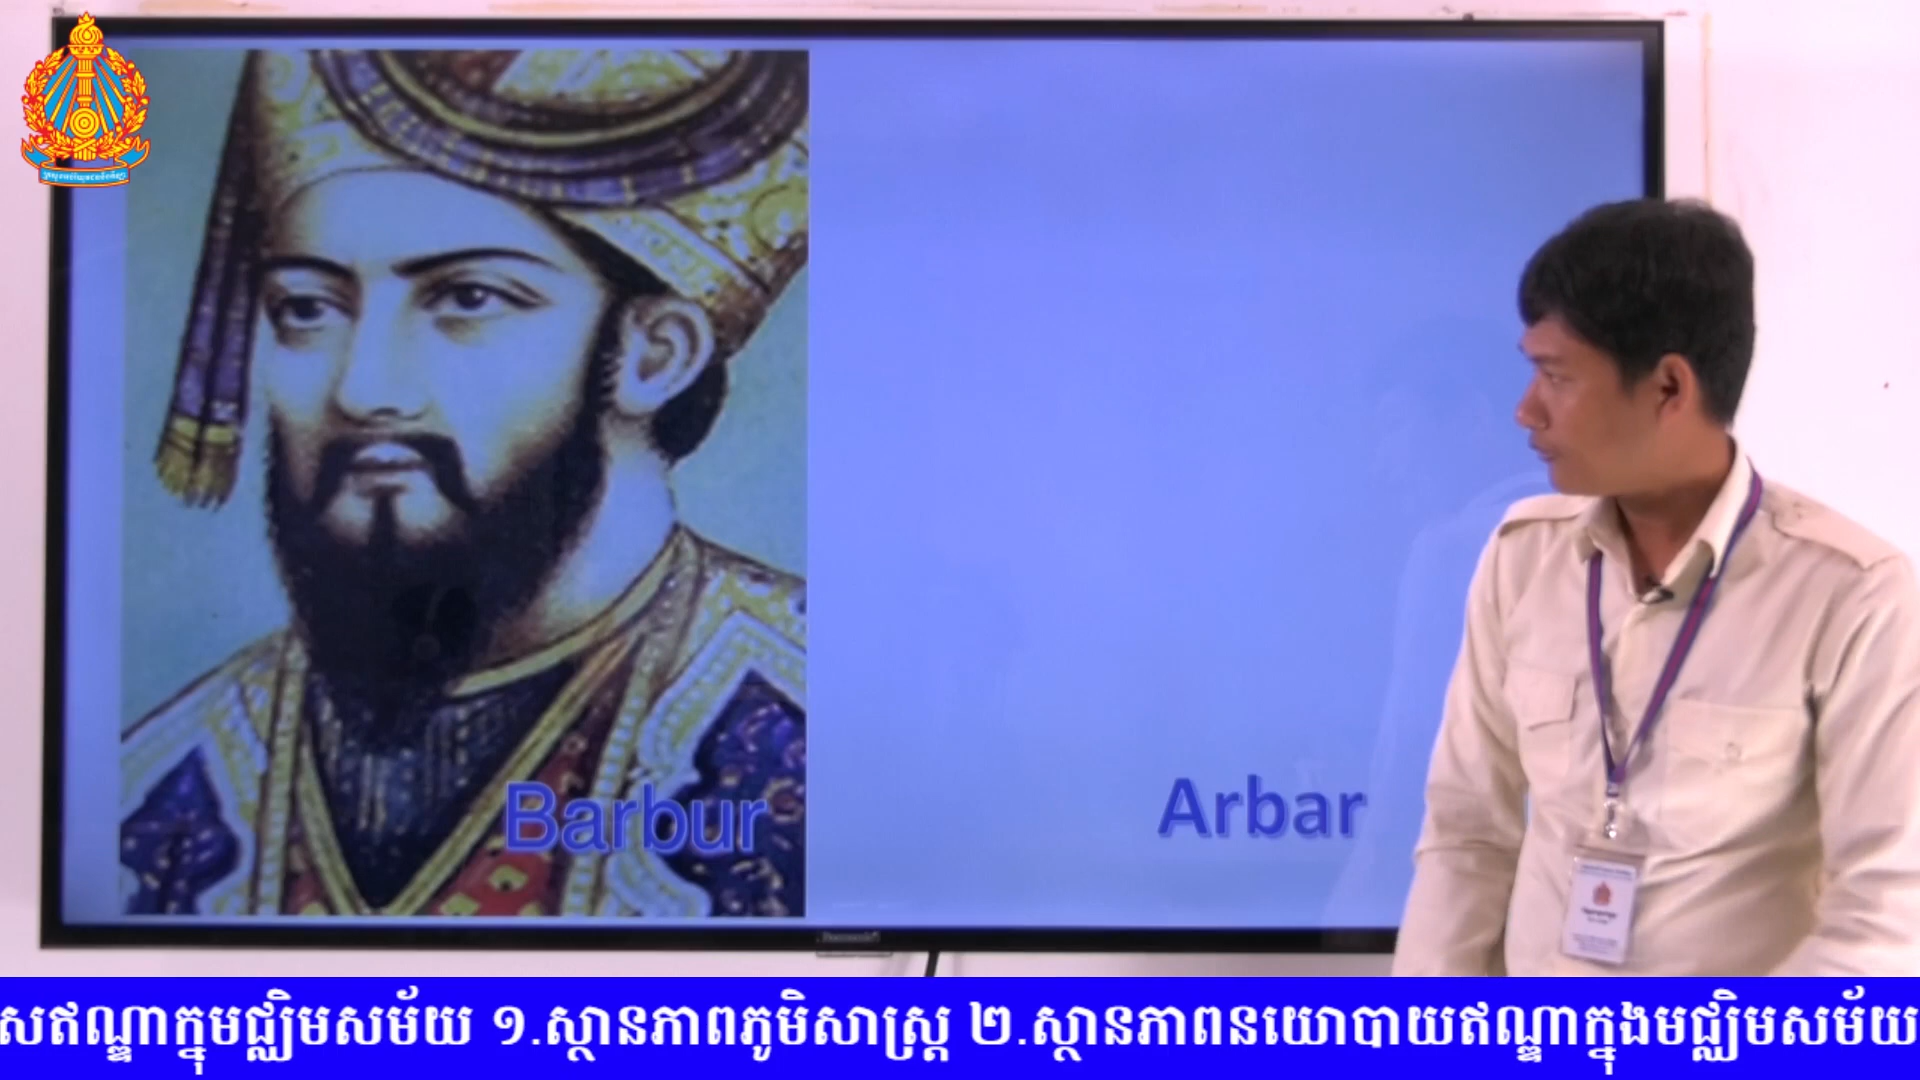 Barbur
Arbar
សឥណ្ឌាក្នុមជ្ឈិមសម័យ ១.ស្ថានភាពភូមិសាស្ត្រ ២.ស្ថានភាពនយោបាយឥណ្ឌាក្នុងមជ្ឈិមសម័យ